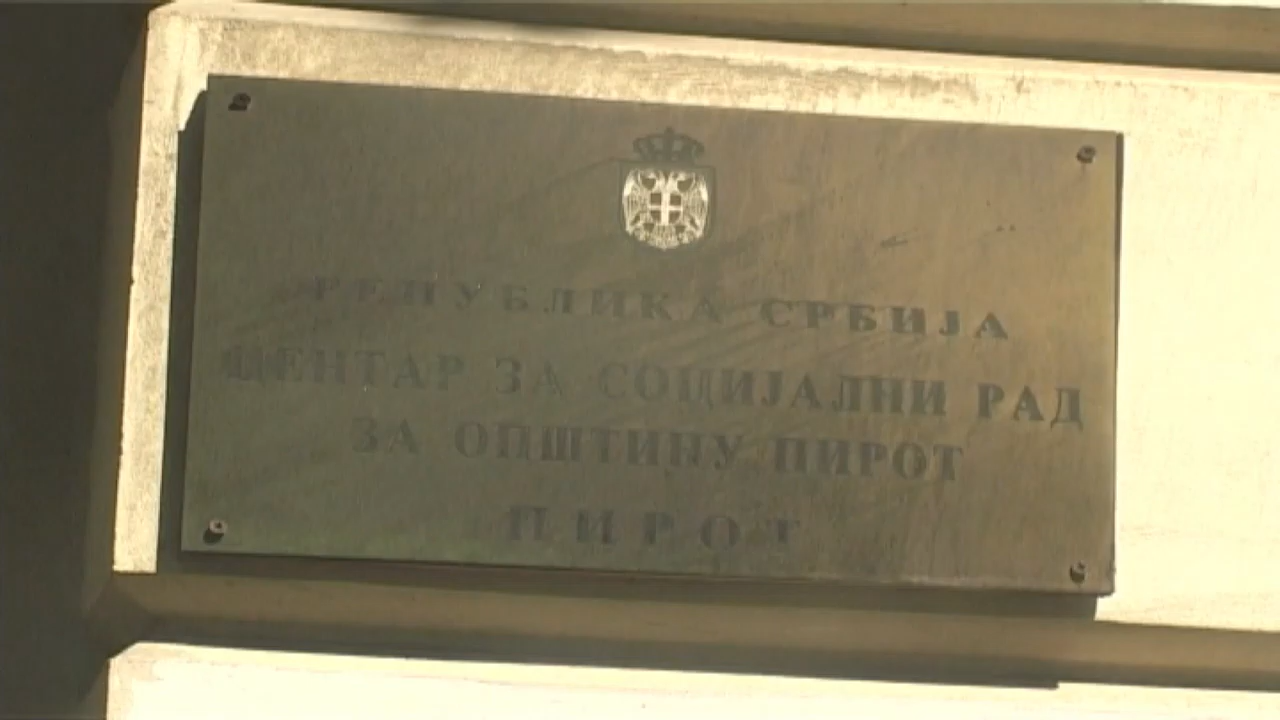 РЕПУБЛИКА СРБИЈА
ЦЕНТАР ЗА СОЦИЈАЛНИ РАД
ЗА ОПШТИНУ ПИРОТ
ПИРОТ